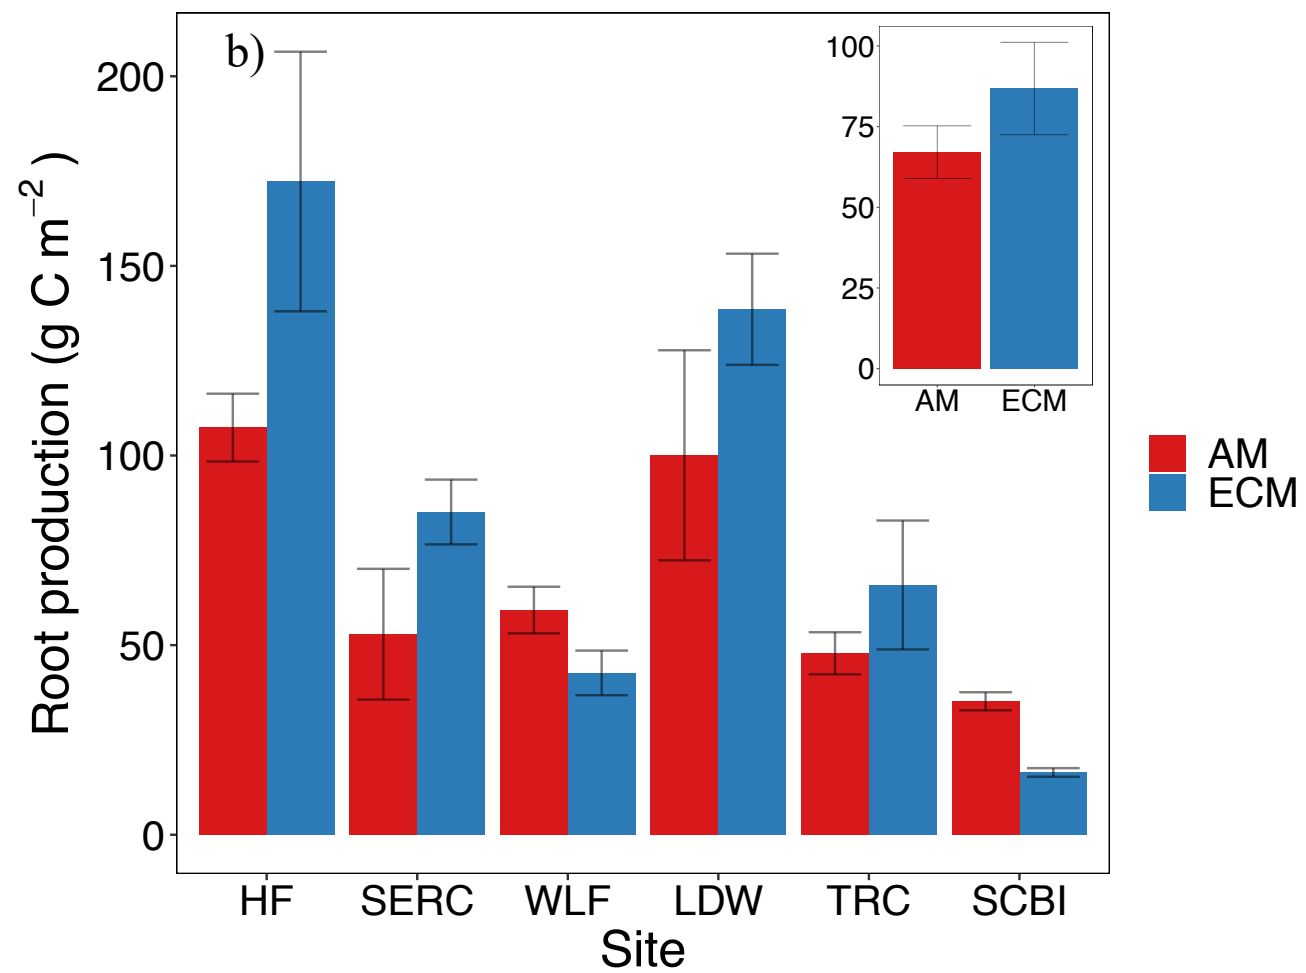 b)
Root production (g C m−2 )
200
150
100
50
0
HF SERC WLF LDW TRC SCBI
Site
100
75
50
25
0
AM ECM
AM
ECM